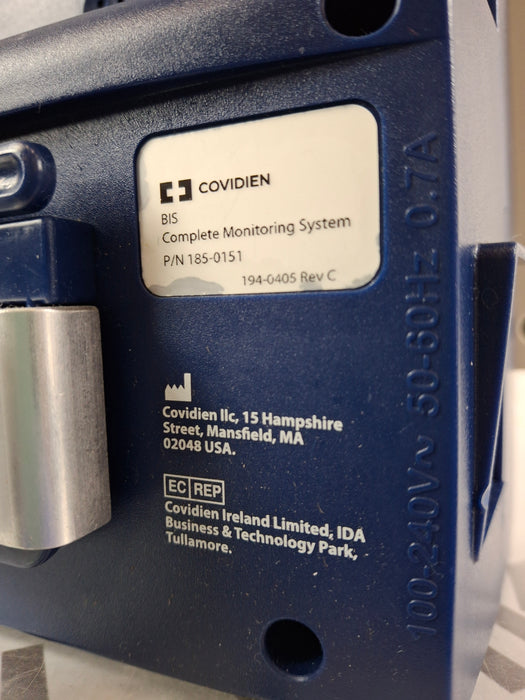 COVIDIEN
BIS
Complete Monitoring System
P/N 185-0151
194-0405 Rev C
Covidien llc, 15 Hampshire
Street, Mansfield, MA
02048 USA.
EC REP
Covidien Ireland Limited, IDA
Business & Technology Park,
Tullamore.
100-240V~ 50-60HZ 0.7A